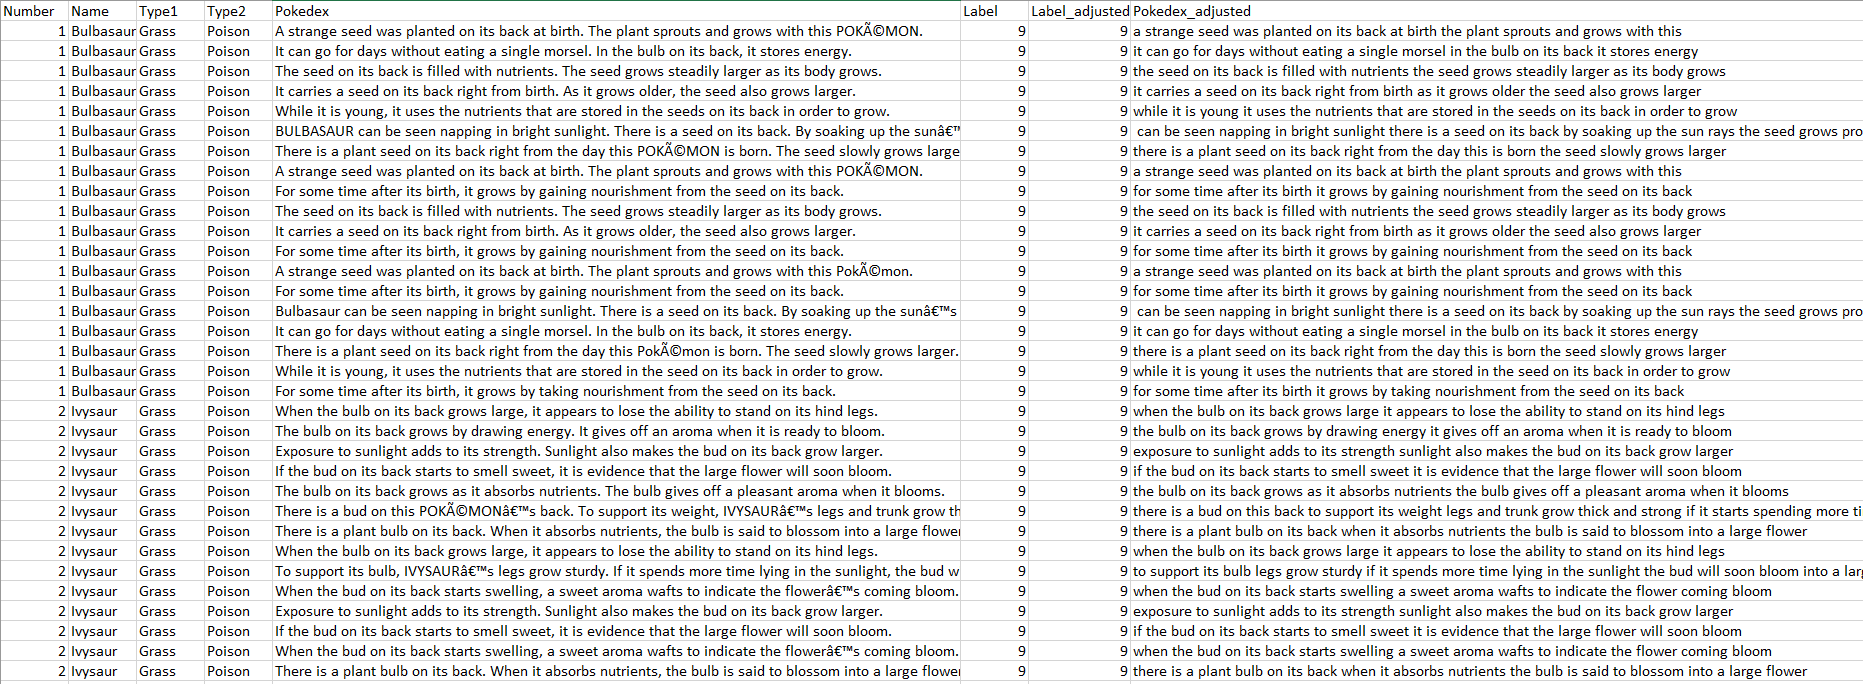 Number Name Type1 Type2 Pokedex Label Label_adjusted Pokedex_adjusted
1 Bulbasaur Grass Poison A strange seed was planted on its back at birth. The plant sprouts and grows with this POKÃ©MON. 9 9 a strange seed was planted on its back at birth the plant sprouts and grows with this
1 Bulbasaur Grass Poison It can go for days without eating a single morsel. In the bulb on its back, it stores energy. 9 9 it can go for days without eating a single morsel in the bulb on its back it stores energy
1 Bulbasaur Grass Poison The seed on its back is filled with nutrients. The seed grows steadily larger as its body grows. 9 9 the seed on its back is filled with nutrients the seed grows steadily larger as its body grows
1 Bulbasaur Grass Poison It carries a seed on its back right from birth. As it grows older, the seed also grows larger. 9 9 it carries a seed on its back right from birth as it grows older the seed also grows larger
1 Bulbasaur Grass Poison While it is young, it uses the nutrients that are stored in the seeds on its back in order to grow. 9 9 while it is young it uses the nutrients that are stored in the seeds on its back in order to grow
1 Bulbasaur Grass Poison BULBASAUR can be seen napping in bright sunlight. There is a seed on its back. By soaking up the sunâ€™ 9 9 can be seen napping in bright sunlight there is a seed on its back by soaking up the sun rays the seed grows pro
1 Bulbasaur Grass Poison There is a plant seed on its back right from the day this POKÃ©MON is born. The seed slowly grows large 9 9 there is a plant seed on its back right from the day this is born the seed slowly grows larger
1 Bulbasaur Grass Poison A strange seed was planted on its back at birth. The plant sprouts and grows with this POKÃ©MON. 9 9 a strange seed was planted on its back at birth the plant sprouts and grows with this
1 Bulbasaur Grass Poison For some time after its birth, it grows by gaining nourishment from the seed on its back. 9 9 for some time after its birth it grows by gaining nourishment from the seed on its back
1 Bulbasaur Grass Poison The seed on its back is filled with nutrients. The seed grows steadily larger as its body grows. 9 9 the seed on its back is filled with nutrients the seed grows steadily larger as its body grows
1 Bulbasaur Grass Poison It carries a seed on its back right from birth. As it grows older, the seed also grows larger. 9 9 it carries a seed on its back right from birth as it grows older the seed also grows larger
1 Bulbasaur Grass Poison For some time after its birth, it grows by gaining nourishment from the seed on its back. 9 9 for some time after its birth it grows by gaining nourishment from the seed on its back
1 Bulbasaur Grass Poison A strange seed was planted on its back at birth. The plant sprouts and grows with this PokÃ©mon. 9 9 a strange seed was planted on its back at birth the plant sprouts and grows with this
1 Bulbasaur Grass Poison For some time after its birth, it grows by gaining nourishment from the seed on its back. 9 9 for some time after its birth it grows by gaining nourishment from the seed on its back
1 Bulbasaur Grass Poison Bulbasaur can be seen napping in bright sunlight. There is a seed on its back. By soaking up the sunâ€™s 9 9 can be seen napping in bright sunlight there is a seed on its back by soaking up the sun rays the seed grows pro
1 Bulbasaur Grass Poison It can go for days without eating a single morsel. In the bulb on its back, it stores energy. 9 9 it can go for days without eating a single morsel in the bulb on its back it stores energy
1 Bulbasaur Grass Poison There is a plant seed on its back right from the day this PokÃ©mon is born. The seed slowly grows larger. 9 9 there is a plant seed on its back right from the day this is born the seed slowly grows larger
1 Bulbasaur Grass Poison While it is young, it uses the nutrients that are stored in the seed on its back in order to grow. 9 9 while it is young it uses the nutrients that are stored in the seed on its back in order to grow
1 Bulbasaur Grass Poison For some time after its birth, it grows by taking nourishment from the seed on its back. 9 9 for some time after its birth it grows by taking nourishment from the seed on its back
2 Ivysaur Grass Poison When the bulb on its back grows large, it appears to lose the ability to stand on its hind legs. 9 9 when the bulb on its back grows large it appears to lose the ability to stand on its hind legs
2 Ivysaur Grass Poison The bulb on its back grows by drawing energy. It gives off an aroma when it is ready to bloom. 9 9 the bulb on its back grows by drawing energy it gives off an aroma when it is ready to bloom
2 Ivysaur Grass Poison Exposure to sunlight adds to its strength. Sunlight also makes the bud on its back grow larger. 9 9 exposure to sunlight adds to its strength sunlight also makes the bud on its back grow larger
2 Ivysaur Grass Poison If the bud on its back starts to smell sweet, it is evidence that the large flower will soon bloom. 9 9 if the bud on its back starts to smell sweet it is evidence that the large flower will soon bloom
2 Ivysaur Grass Poison The bulb on its back grows as it absorbs nutrients. The bulb gives off a pleasant aroma when it blooms. 9 9 the bulb on its back grows as it absorbs nutrients the bulb gives off a pleasant aroma when it blooms
2 Ivysaur Grass Poison There is a bud on this POKÃ©MONâ€™s back. To support its weight, IVYSAURâ€™s legs and trunk grow th 9 9 there is a bud on this back to support its weight legs and trunk grow thick and strong if it starts spending more ti
2 Ivysaur Grass Poison There is a plant bulb on its back. When it absorbs nutrients, the bulb is said to blossom into a large flower 9 9 there is a plant bulb on its back when it absorbs nutrients the bulb is said to blossom into a large flower
2 Ivysaur Grass Poison When the bulb on its back grows large, it appears to lose the ability to stand on its hind legs. 9 9 when the bulb on its back grows large it appears to lose the ability to stand on its hind legs
2 Ivysaur Grass Poison To support its bulb, IVYSAURâ€™s legs grow sturdy. If it spends more time lying in the sunlight, the bud w 9 9 to support its bulb legs grow sturdy if it spends more time lying in the sunlight the bud will soon bloom into a lar
2 Ivysaur Grass Poison When the bud on its back starts swelling, a sweet aroma wafts to indicate the flowerâ€™s coming bloom. 9 9 when the bud on its back starts swelling a sweet aroma wafts to indicate the flower coming bloom
2 Ivysaur Grass Poison Exposure to sunlight adds to its strength. Sunlight also makes the bud on its back grow larger. 9 9 exposure to sunlight adds to its strength sunlight also makes the bud on its back grow larger
2 Ivysaur Grass Poison If the bud on its back starts to smell sweet, it is evidence that the large flower will soon bloom. 9 9 if the bud on its back starts to smell sweet it is evidence that the large flower will soon bloom
2 Ivysaur Grass Poison When the bud on its back starts swelling, a sweet aroma wafts to indicate the flowerâ€™s coming bloom. 9 9 when the bud on its back starts swelling a sweet aroma wafts to indicate the flower coming bloom
2 Ivysaur Grass Poison There is a plant bulb on its back. When it absorbs nutrients, the bulb is said to blossom into a large flower 9 9 there is a plant bulb on its back when it absorbs nutrients the bulb is said to blossom into a large flower